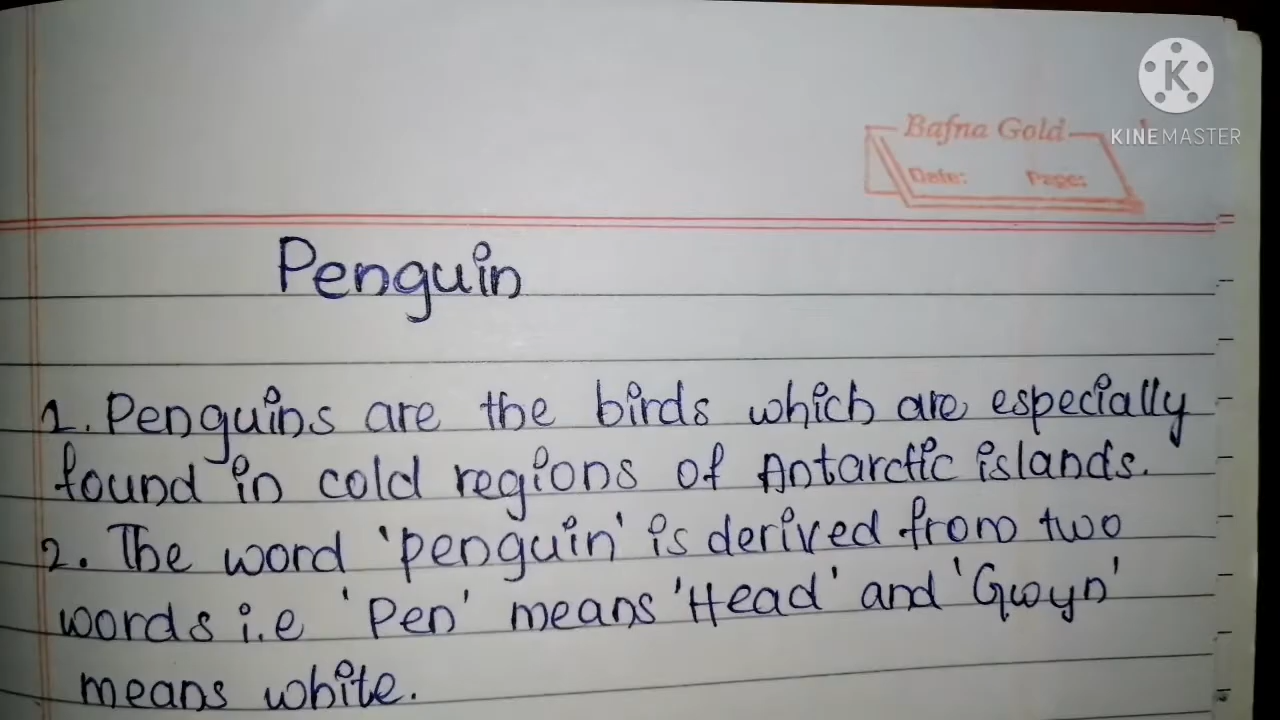 K
KINEMASTER
Bafna Gold
Date: Page:
Penguin
1. Penguins are the birds which are especially
found in cold regions of Antarctic islands.
2. The word 'penguin' is derived from two
words i.e 'Pen' means 'Head' and 'Gwyn'
means white.